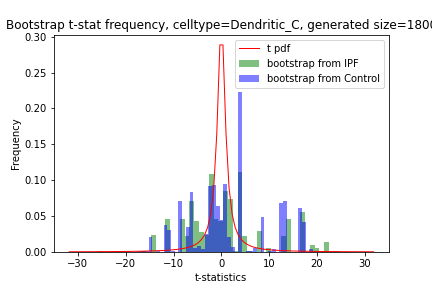 Bootstrap t-stat frequency, celltype=Dendritic_C, generated size=1800
0.30
0.25
0.20
0.15
0.10
0.05
0.00
Frequency
t pdf
bootstrap from IPF
bootstrap from Control
−30 −20 −10 0 10 20 30
t-statistics